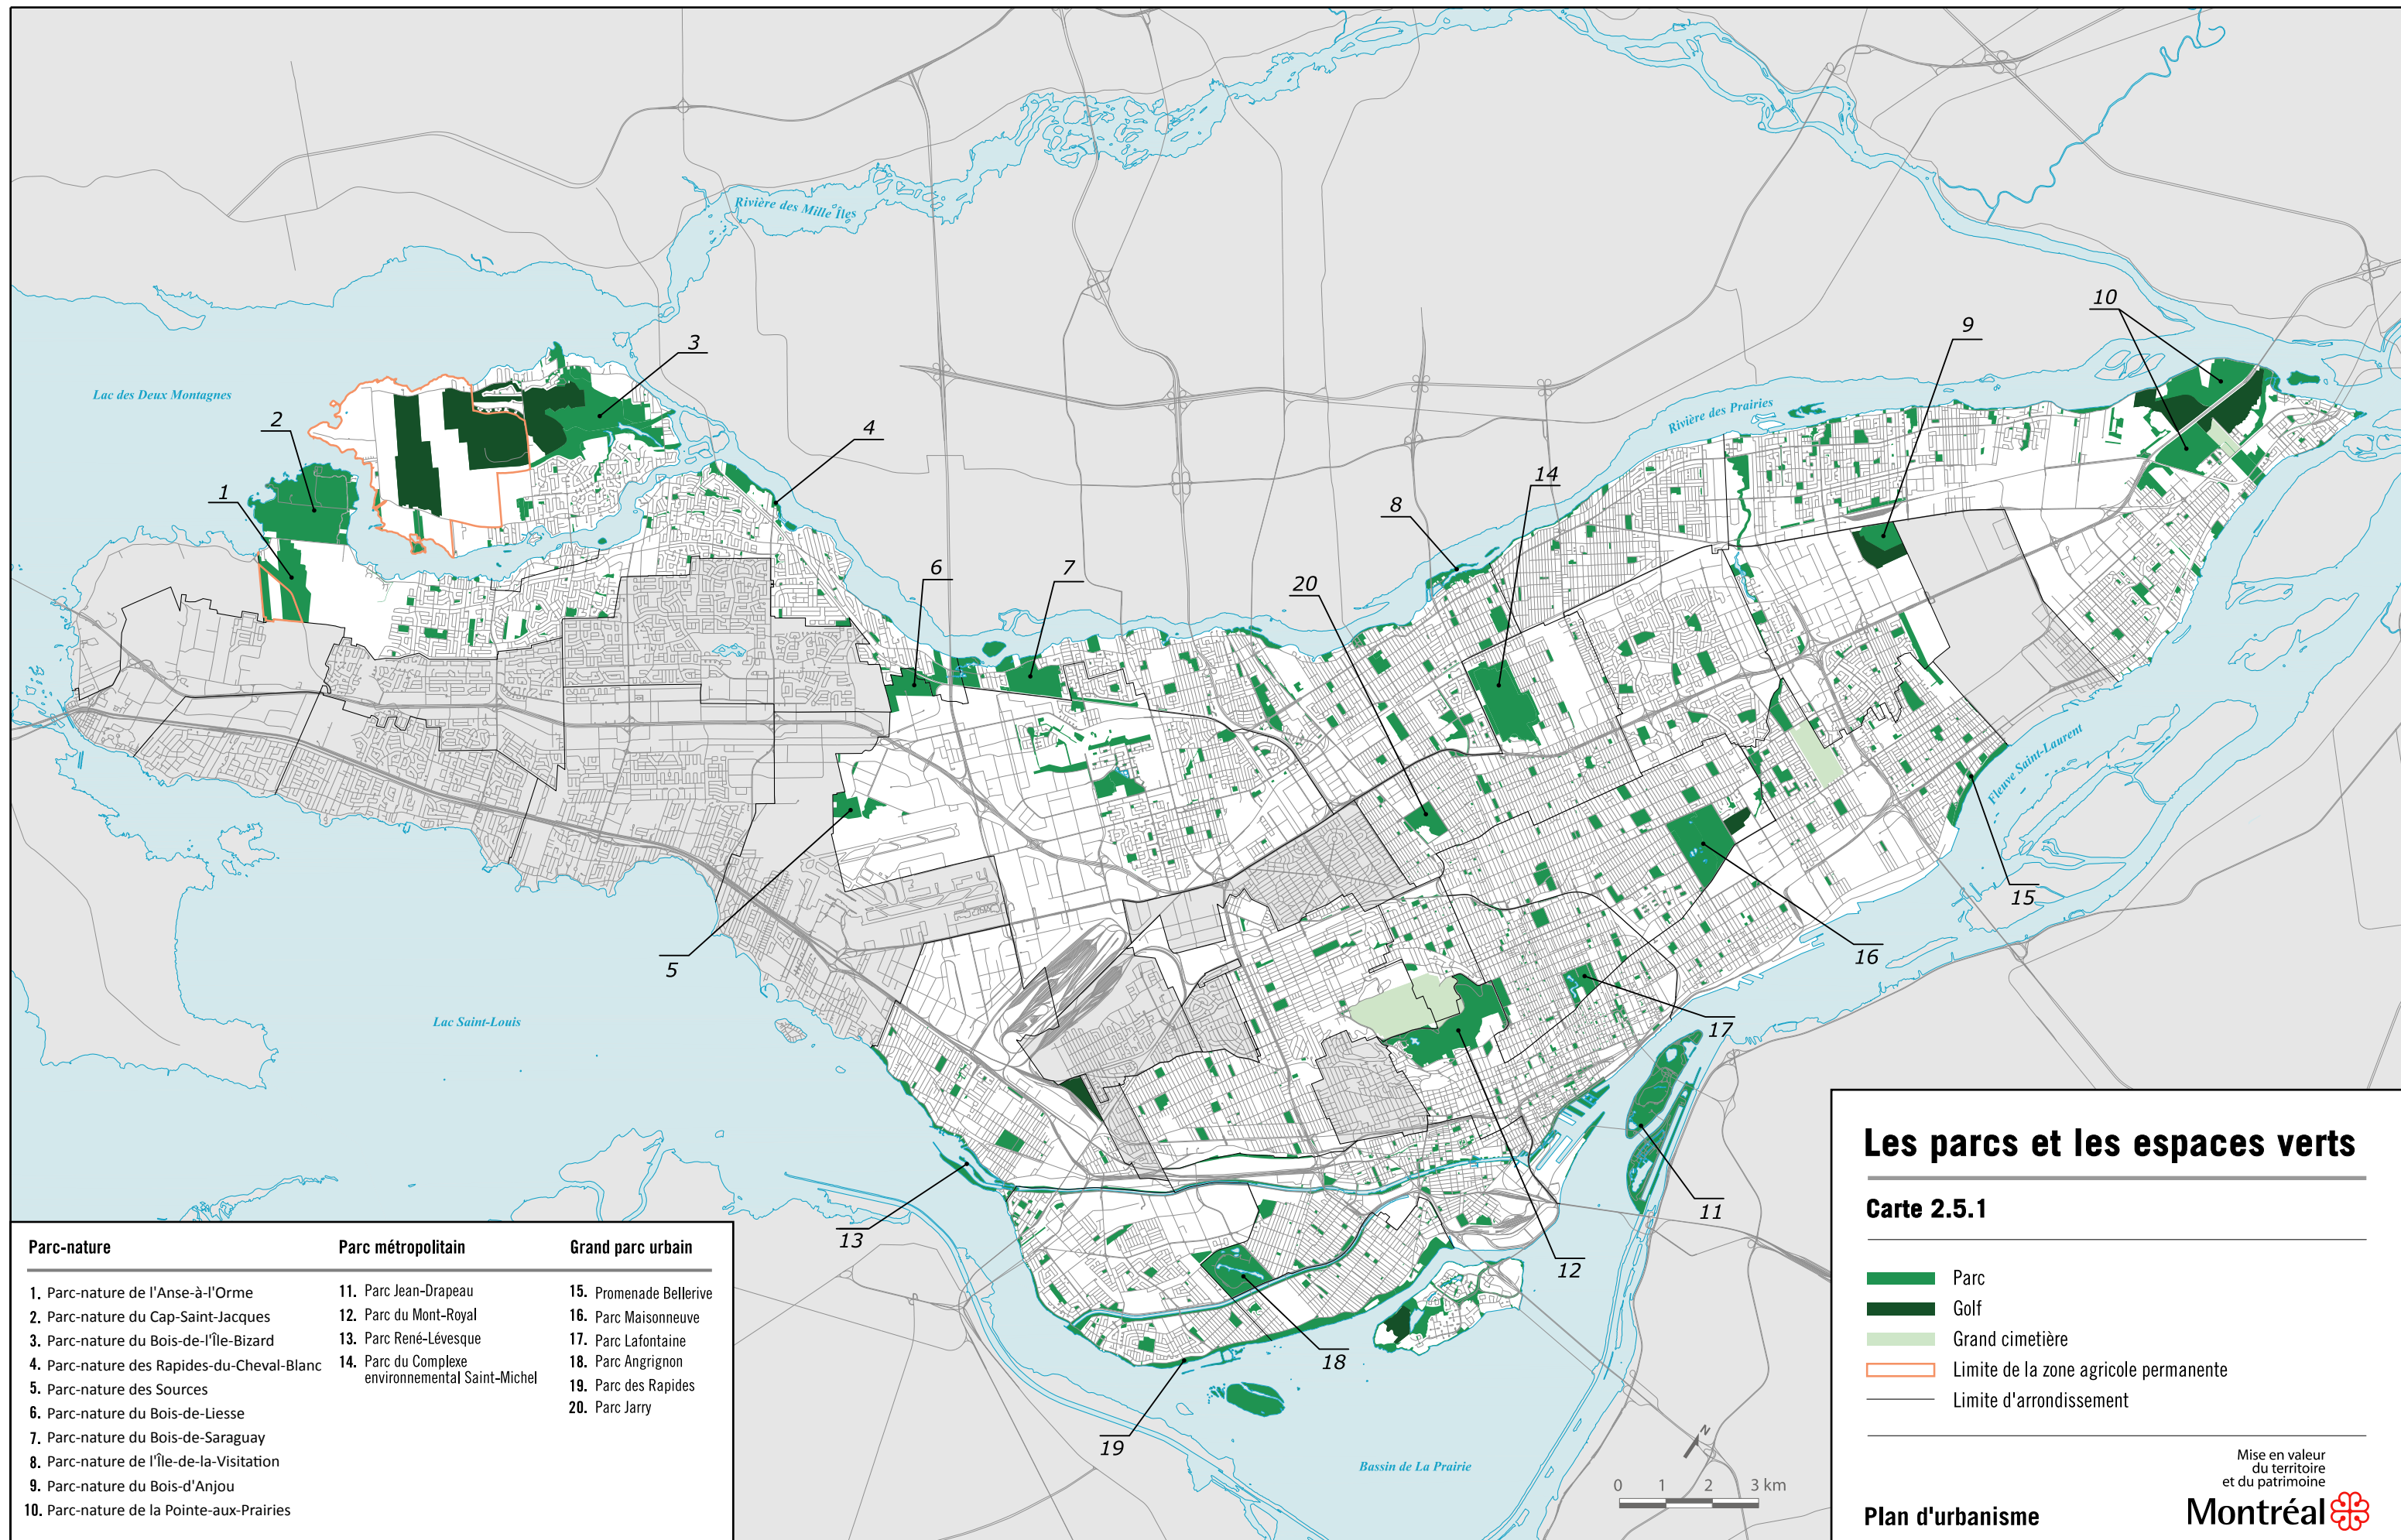 Rivière des Mille Îles
Lac des Deux Montagnes
Rivière des Prairies
Fleuve Saint-Laurent
Lac Saint-Louis
Bassin de La Prairie
1
2
3
4
5
6
7
8
9
10
11
12
13
14
15
16
17
18
19
20
N
0 1 2 3 km
Parc-nature
1. Parc-nature de l'Anse-à-l'Orme
2. Parc-nature du Cap-Saint-Jacques
3. Parc-nature du Bois-de-l'Île-Bizard
4. Parc-nature des Rapides-du-Cheval-Blanc
5. Parc-nature des Sources
6. Parc-nature du Bois-de-Liesse
7. Parc-nature du Bois-de-Saraguay
8. Parc-nature de l'Île-de-la-Visitation
9. Parc-nature du Bois-d'Anjou
10. Parc-nature de la Pointe-aux-Prairies
Parc métropolitain
11. Parc Jean-Drapeau
12. Parc du Mont-Royal
13. Parc René-Lévesque
14. Parc du Complexe
environnemental Saint-Michel
Grand parc urbain
15. Promenade Bellerive
16. Parc Maisonneuve
17. Parc Lafontaine
18. Parc Angrignon
19. Parc des Rapides
20. Parc Jarry
Les parcs et les espaces verts
Carte 2.5.1
Parc
Golf
Grand cimetière
Limite de la zone agricole permanente
Limite d'arrondissement
Mise en valeur
du territoire
et du patrimoine
Plan d'urbanisme
Montréal